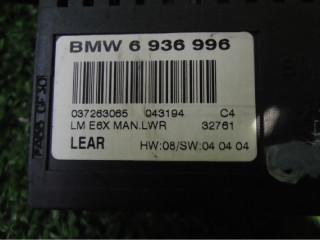 BMW 6 936 996
037263065 043194 C4
LM E6X MAN.LWR 32761
LEAR HW:08/SW:04 04 04